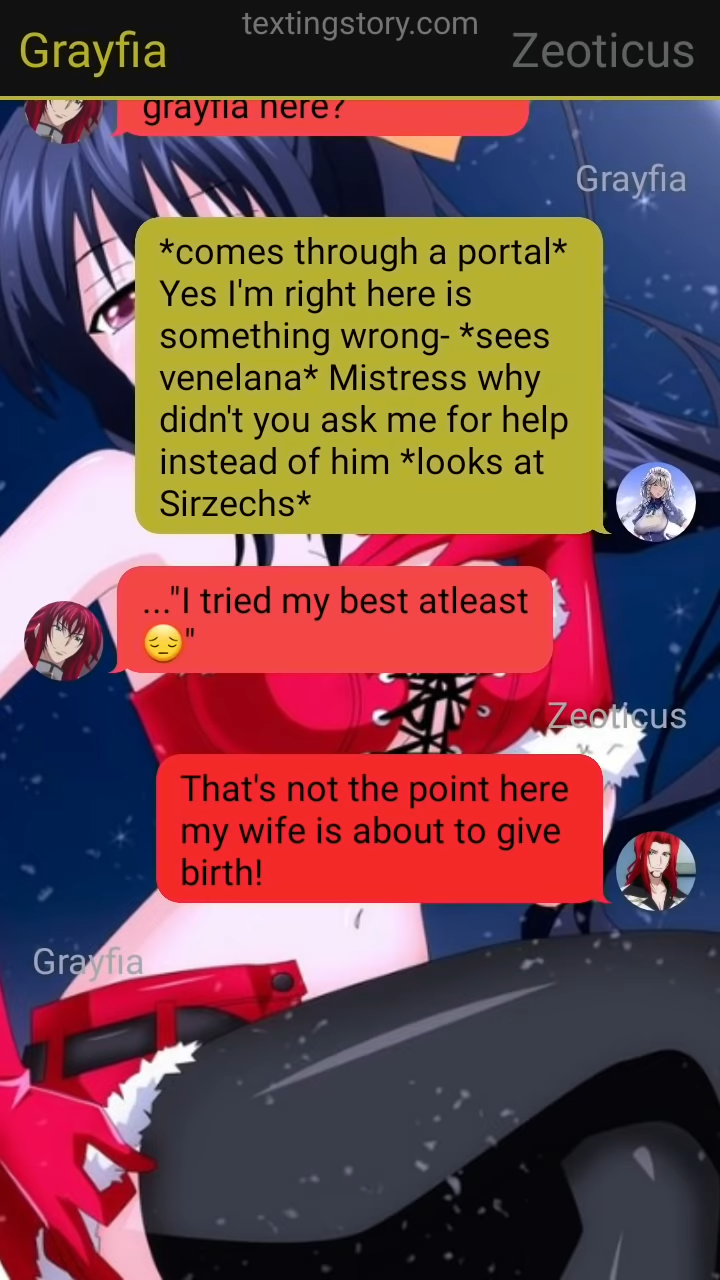 textingstory.com
Grayfia
Zeoticus
grayfia here?
Grayfia
*comes through a portal*
Yes I'm right here is
something wrong- *sees
venelana* Mistress why
didn't you ask me for help
instead of him *looks at
Sirzechs*
..."I tried my best atleast
😔"
Zeoticus
That's not the point here
my wife is about to give
birth!
Grayfia